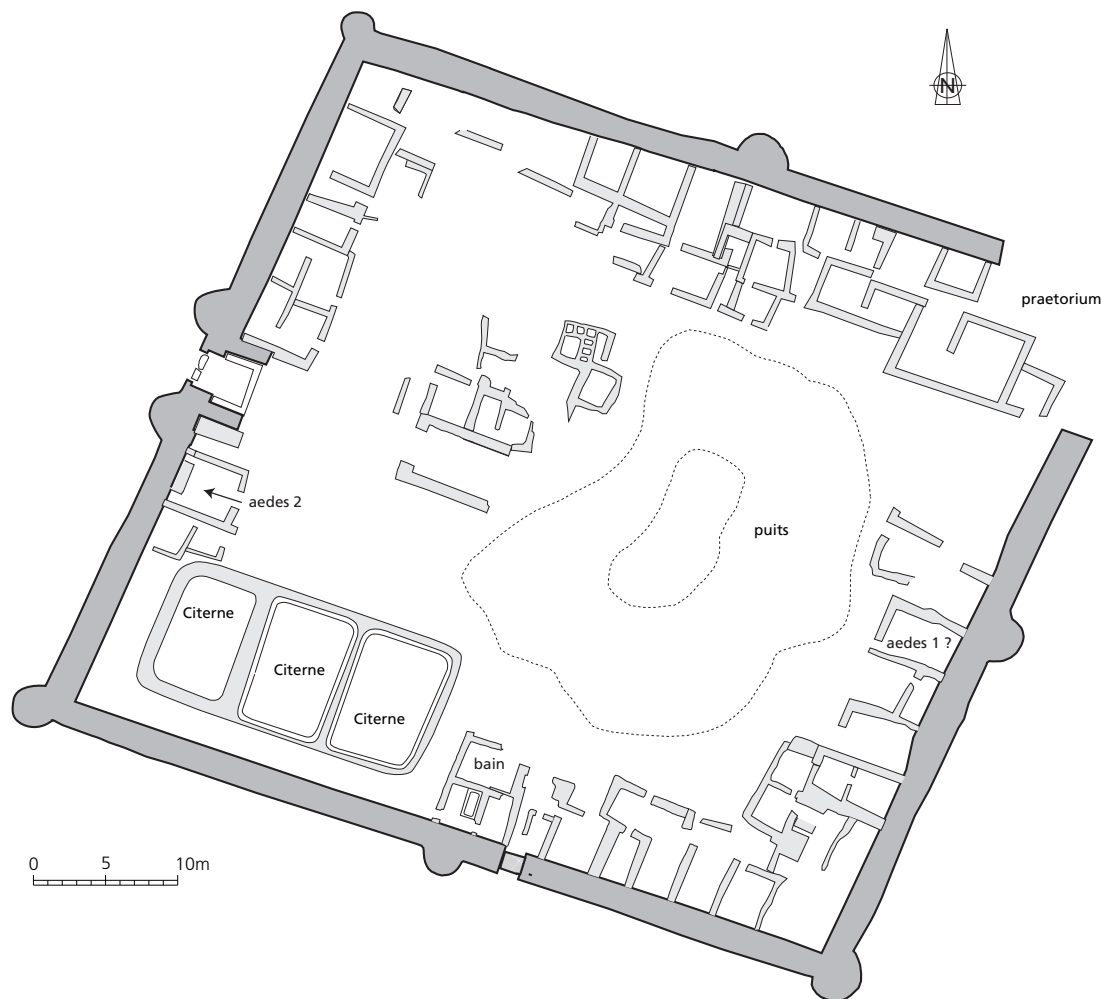 N
praetorium
aedes 2
puits
Citerne
Citerne
Citerne
aedes 1 ?
bain
0 5 10m